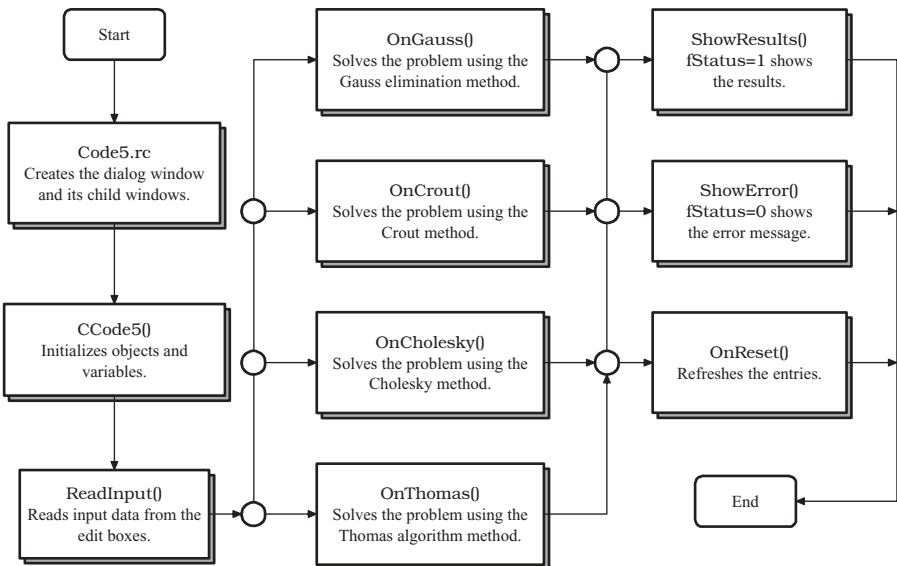 Start
Code5.rc
Creates the dialog window
and its child windows.
CCode5()
Initializes objects and
variables.
ReadInput()
Reads input data from the
edit boxes.
OnGauss()
Solves the problem using the
Gauss elimination method.
OnCrout()
Solves the problem using the
Crout method.
OnCholesky()
Solves the problem using the
Cholesky method.
OnThomas()
Solves the problem using the
Thomas algorithm method.
ShowResults()
fStatus=1 shows
the results.
ShowError()
fStatus=0 shows
the error message.
OnReset()
Refreshes the entries.
End